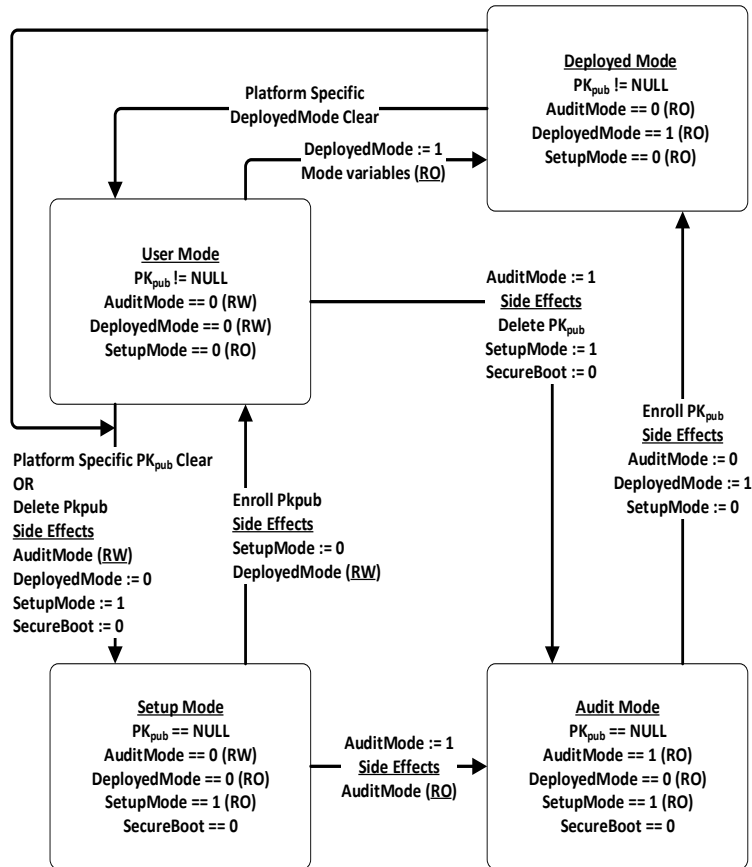 Deployed Mode
PKpub != NULL
AuditMode == 0 (RO)
DeployedMode == 1 (RO)
SetupMode == 0 (RO)
Platform Specific
DeployedMode Clear
DeployedMode := 1
Mode variables (RO)
User Mode
PKpub != NULL
AuditMode == 0 (RW)
DeployedMode == 0 (RW)
SetupMode == 0 (RO)
AuditMode := 1
Side Effects
Delete PKpub
SetupMode := 1
SecureBoot := 0
Platform Specific PKpub Clear
OR
Delete Pkpub
Side Effects
AuditMode (RW)
DeployedMode := 0
SetupMode := 1
SecureBoot := 0
Enroll Pkpub
Side Effects
SetupMode := 0
DeployedMode (RW)
Enroll PKpub
Side Effects
AuditMode := 0
DeployedMode := 1
SetupMode := 0
Setup Mode
PKpub == NULL
AuditMode == 0 (RW)
DeployedMode == 0 (RO)
SetupMode == 1 (RO)
SecureBoot == 0
AuditMode := 1
Side Effects
AuditMode (RO)
Audit Mode
PKpub == NULL
AuditMode == 1 (RO)
DeployedMode == 0 (RO)
SetupMode == 1 (RO)
SecureBoot == 0